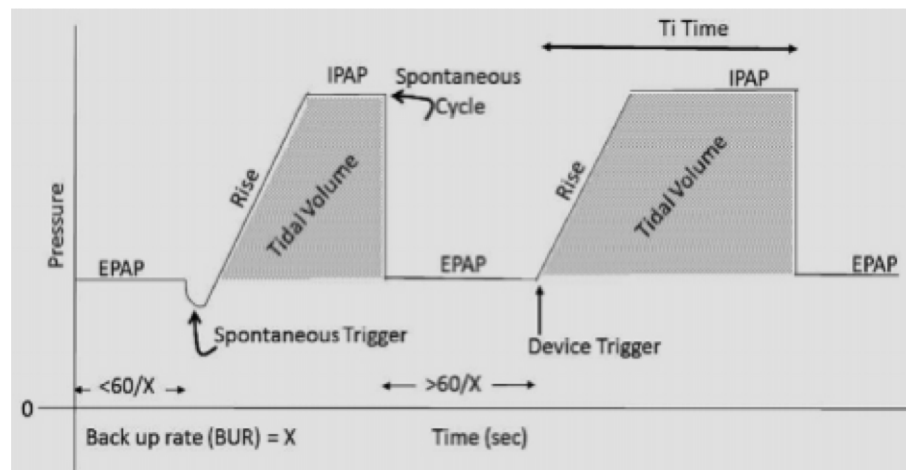 Ti Time
IPAP
Spontaneous
Cycle
IPAP
Rise
Tidal Volume
Rise
Tidal Volume
Pressure
EPAP
EPAP
EPAP
Spontaneous Trigger
Device Trigger
<60/X
>60/X
0
Back up rate (BUR) = X
Time (sec)